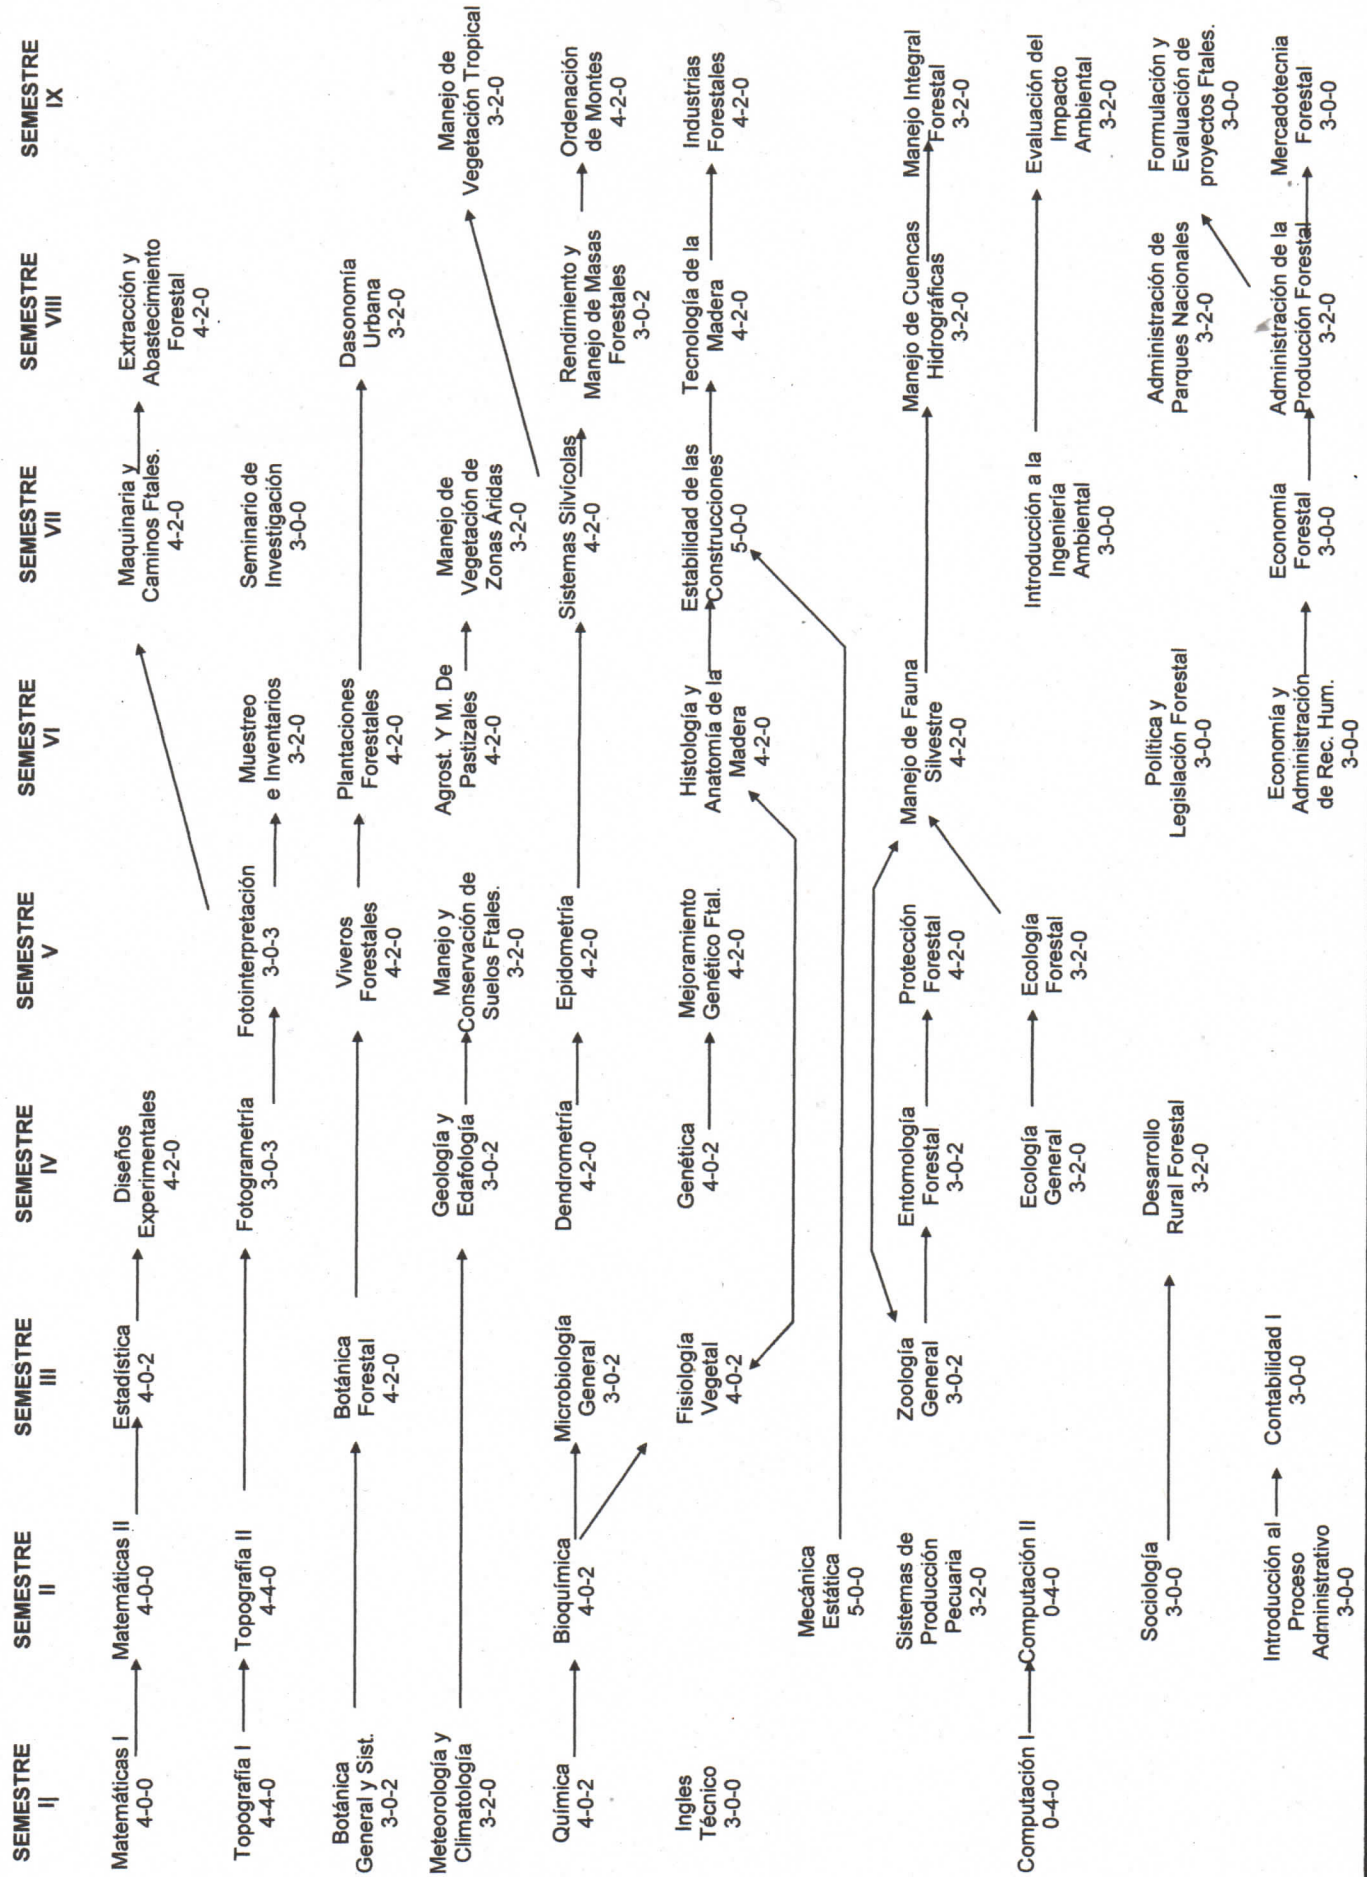 SEMESTRE
I
Matemáticas I
4-0-0
Topografía I
4-4-0
Botánica
General y Sist.
3-0-2
Meteorología y
Climatología
3-2-0
Química
4-0-2
Ingles
Técnico
3-0-0
Computación I
0-4-0
SEMESTRE
II
Matemáticas II
4-0-0
Topografía II
4-4-0
Bioquímica
4-0-2
Mecánica
Estática
5-0-0
Sistemas de
Producción
Pecuaria
3-2-0
Computación II
0-4-0
Sociología
3-0-0
Introducción al
Proceso
Administrativo
3-0-0
SEMESTRE
III
Estadística
4-0-2
Botánica
Forestal
4-2-0
Microbiología
General
3-0-2
Fisiología
Vegetal
4-0-2
Zoología
General
3-0-2
Contabilidad I
3-0-0
SEMESTRE
IV
Diseños
Experimentales
4-2-0
Fotogrametría
3-0-3
Geología y
Edafología
3-0-2
Dendrometría
4-2-0
Genética
4-0-2
Entomología
Forestal
3-0-2
Ecología
General
3-2-0
Desarrollo
Rural Forestal
3-2-0
SEMESTRE
V
Fotointerpretación
3-0-3
Viveros
Forestales
4-2-0
Manejo y
Conservación de
Suelos Ftales.
3-2-0
Epidometría
4-2-0
Mejoramiento
Genético Ftal.
4-2-0
Protección
Forestal
4-2-0
Ecología
Forestal
3-2-0
SEMESTRE
VI
Muestreo
e Inventarios
3-2-0
Plantaciones
Forestales
4-2-0
Agrost. Y M. De
Pastizales
4-2-0
Histología y
Anatomía de la
Madera
4-2-0
Manejo de Fauna
Silvestre
4-2-0
Política y
Legislación Forestal
3-0-0
Economía y
Administración
de Rec. Hum.
3-0-0
SEMESTRE
VII
Maquinaria y
Caminos Ftales.
4-2-0
Seminario de
Investigación
3-0-0
Manejo de
Vegetación de
Zonas Áridas
3-2-0
Sistemas Silvícolas
4-2-0
Estabilidad de las
Construcciones
5-0-0
Introducción a la
Ingeniería
Ambiental
3-0-0
Economía
Forestal
3-0-0
SEMESTRE
VIII
Extracción y
Abastecimiento
Forestal
4-2-0
Dasonomía
Urbana
3-2-0
Rendimiento y
Manejo de Masas
Forestales
3-0-2
Tecnología de la
Madera
4-2-0
Manejo de Cuencas
Hidrográficas
3-2-0
Administración de
Parques Nacionales
3-2-0
Administración de la
Producción Forestal
3-2-0
SEMESTRE
IX
Manejo de
Vegetación Tropical
3-2-0
Ordenación
de Montes
4-2-0
Industrias
Forestales
4-2-0
Manejo Integral
Forestal
3-2-0
Evaluación del
Impacto
Ambiental
3-2-0
Formulación y
Evaluación de
proyectos Ftales.
3-0-0
Mercadotecnia
Forestal
3-0-0